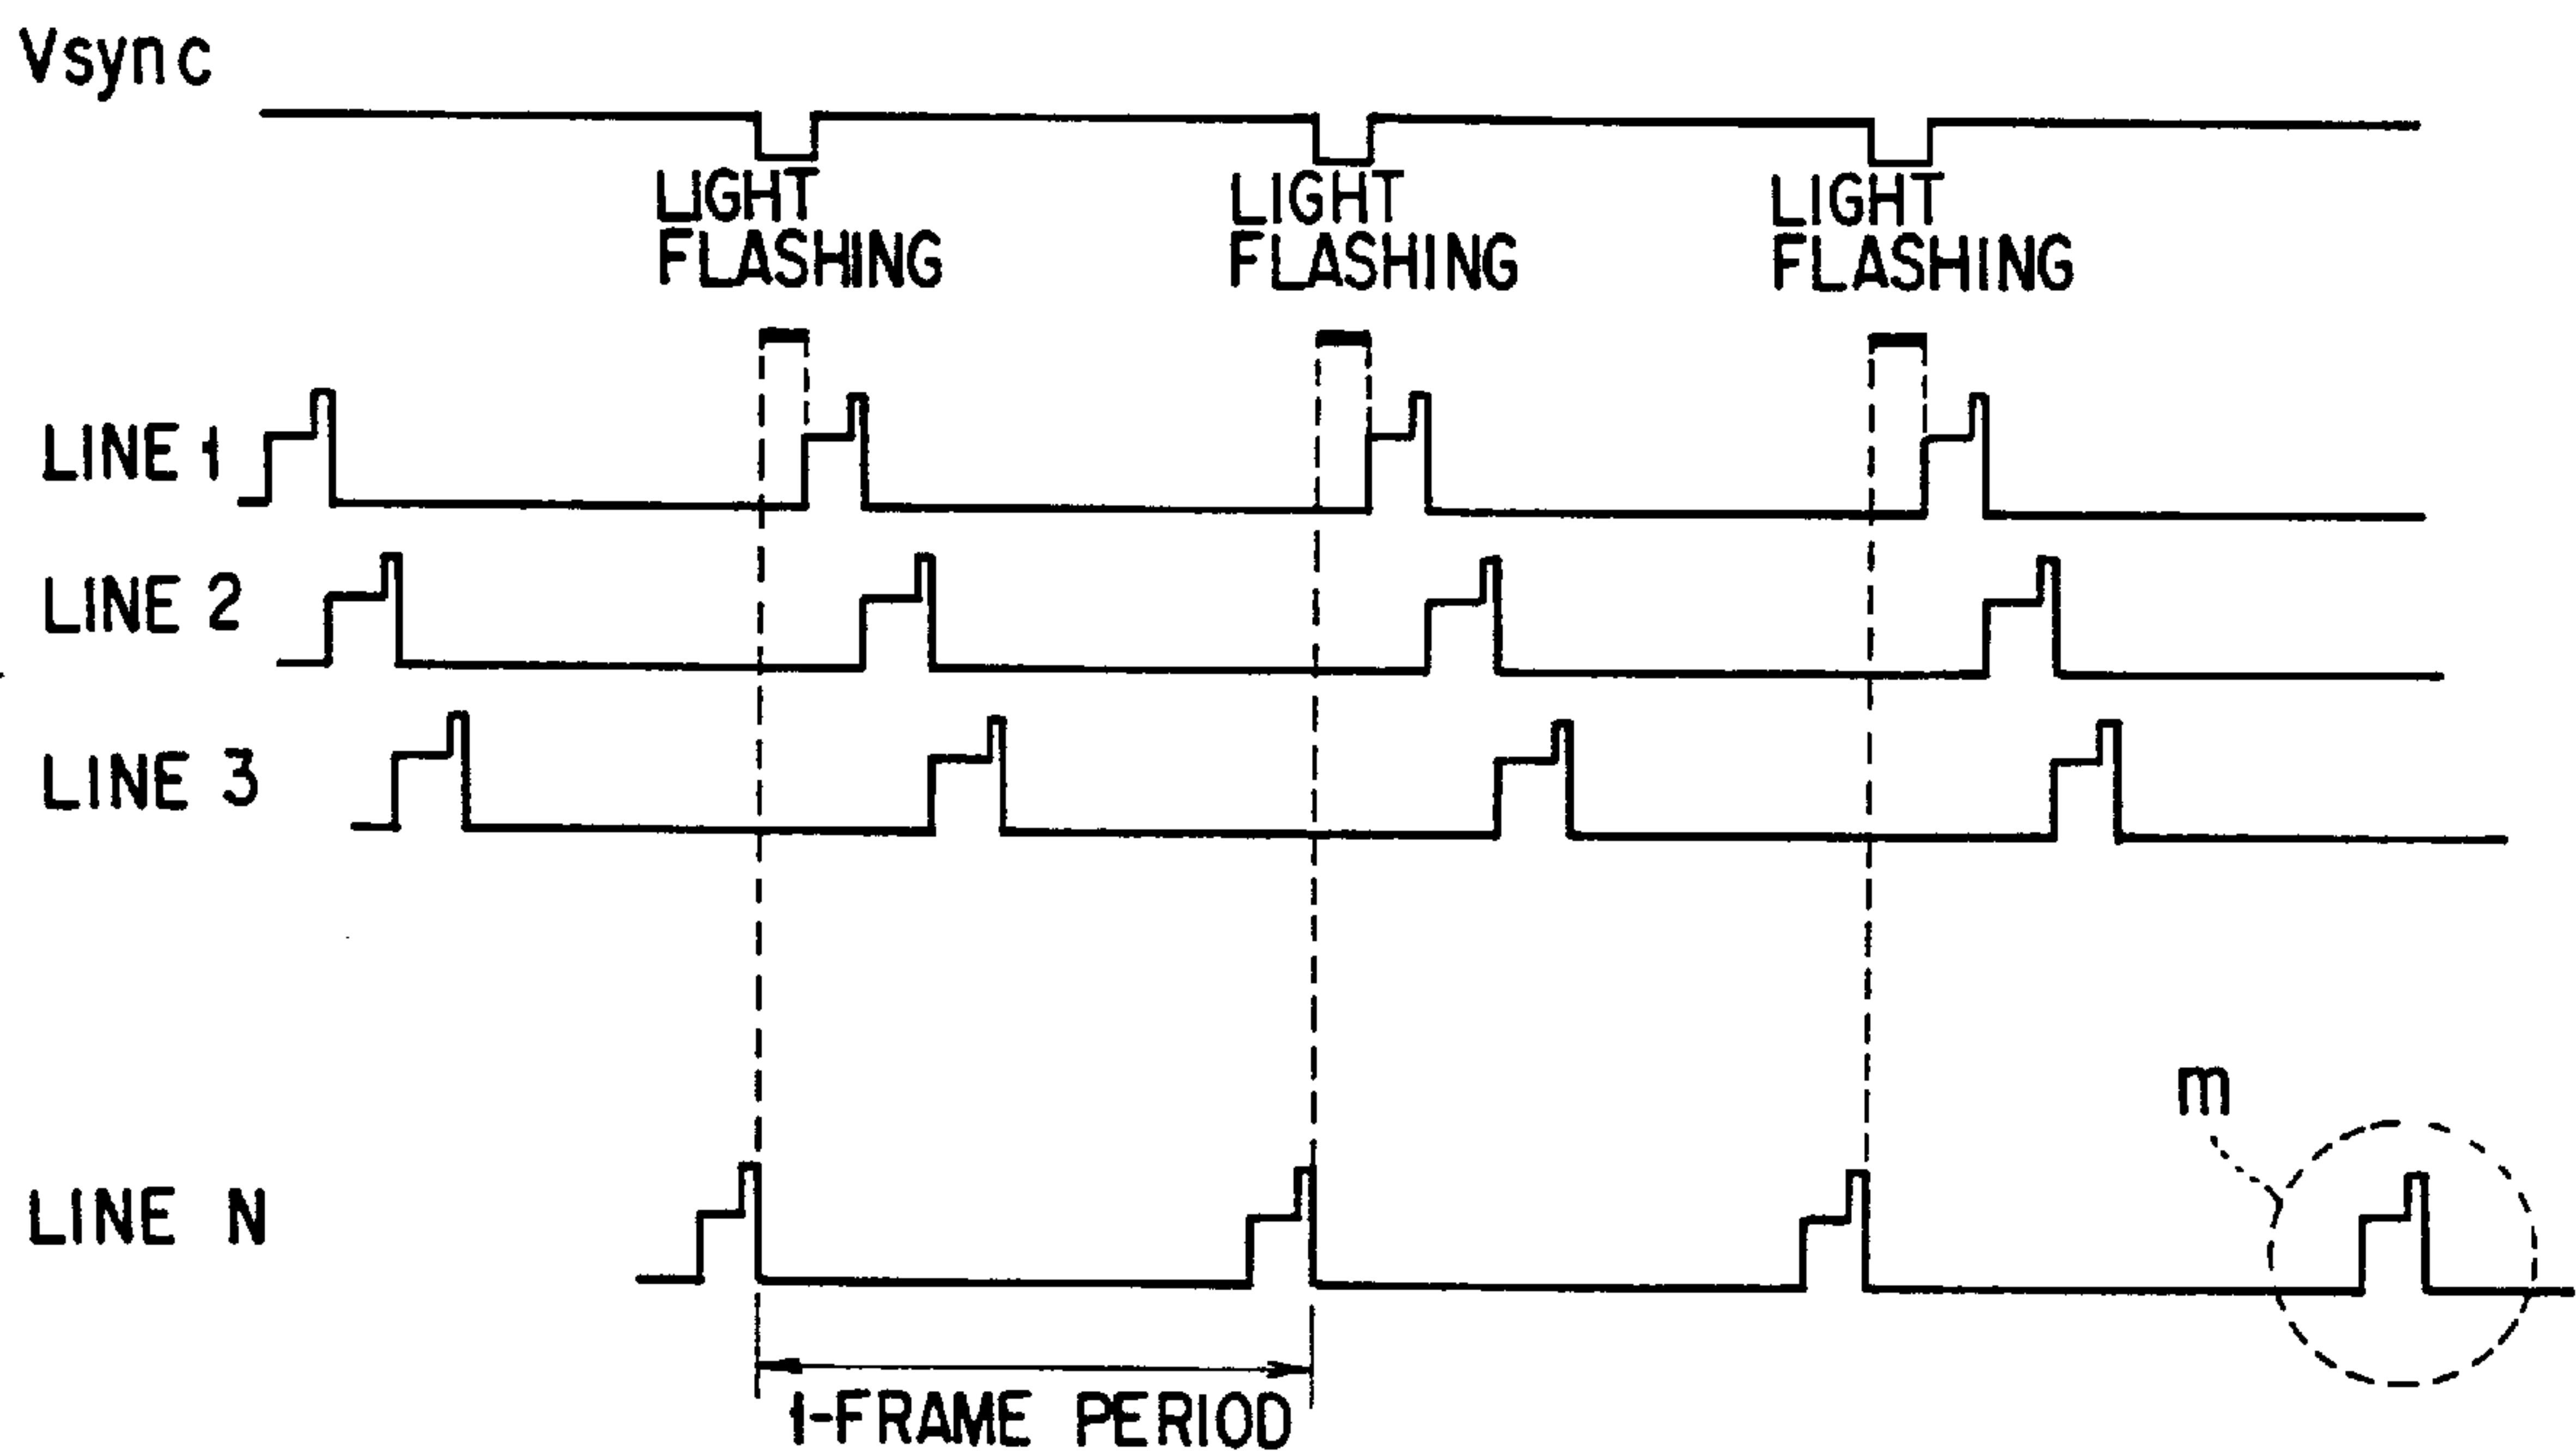 Vsync
LIGHT
FLASHING
LIGHT
FLASHING
LIGHT
FLASHING
LINE 1
LINE 2
LINE 3
m
LINE N
1-FRAME PERIOD